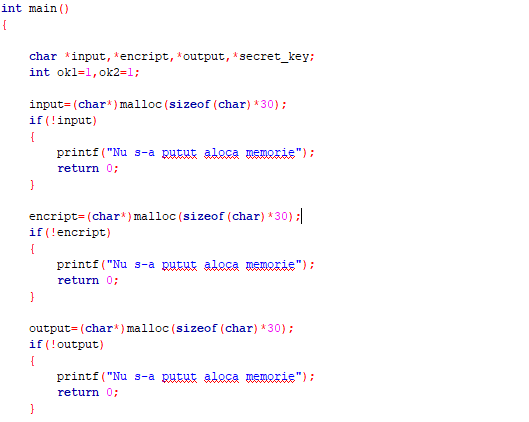 int main()
{
char *input,*encript,*output,*secret_key;
int ok1=1,ok2=1;
input=(char*)malloc(sizeof(char)*30);
if(!input)
{
printf("Nu s-a putut aloca memorie");
return 0;
}
encript=(char*)malloc(sizeof(char)*30);
if(!encript)
{
printf("Nu s-a putut aloca memorie");
return 0;
}
output=(char*)malloc(sizeof(char)*30);
if(!output)
{
printf("Nu s-a putut aloca memorie");
return 0;
}